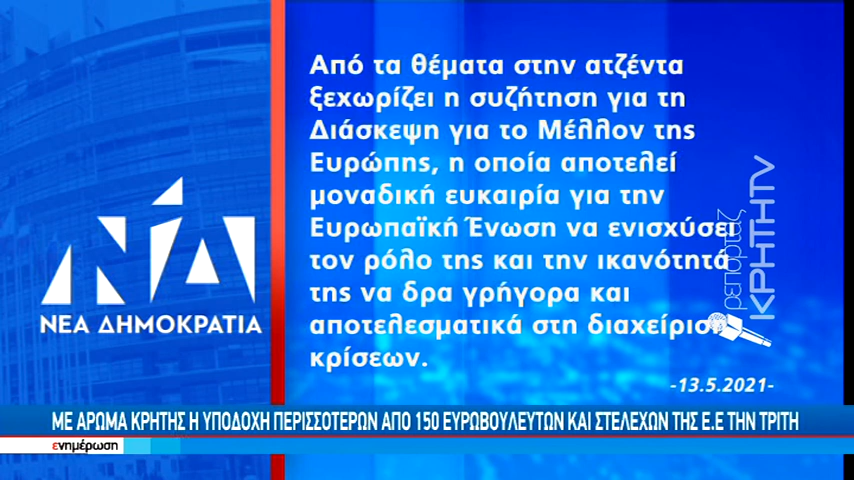 Από τα θέματα στην ατζέντα
ξεχωρίζει η συζήτηση για τη
Διάσκεψη για το Μέλλον της
Ευρώπης, η οποία αποτελεί
μοναδική ευκαιρία για την
Ευρωπαϊκή Ένωση να ενισχύσει
τον ρόλο της και την ικανότητά
της να δρα γρήγορα και
αποτελεσματικά στη διαχείριση
κρίσεων.
-13.5.2021-
ΝΔ
ΝΕΑ ΔΗΜΟΚΡΑΤΙΑ
ρεπορτάζ
ΚΡΗΤΗTV
ΜΕ ΑΡΩΜΑ ΚΡΗΤΗΣ Η ΥΠΟΔΟΧΗ ΠΕΡΙΣΣΟΤΕΡΩΝ ΑΠΟ 150 ΕΥΡΩΒΟΥΛΕΥΤΩΝ ΚΑΙ ΣΤΕΛΕΧΩΝ ΤΗΣ Ε.Ε ΤΗΝ ΤΡΙΤΗ
ενημέρωση